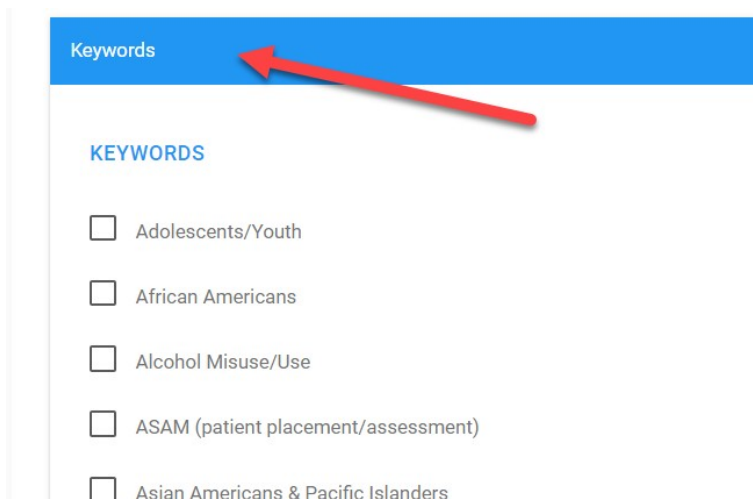 Keywords
KEYWORDS
Adolescents/Youth
African Americans
Alcohol Misuse/Use
ASAM (patient placement/assessment)
Asian Americans & Pacific Islanders